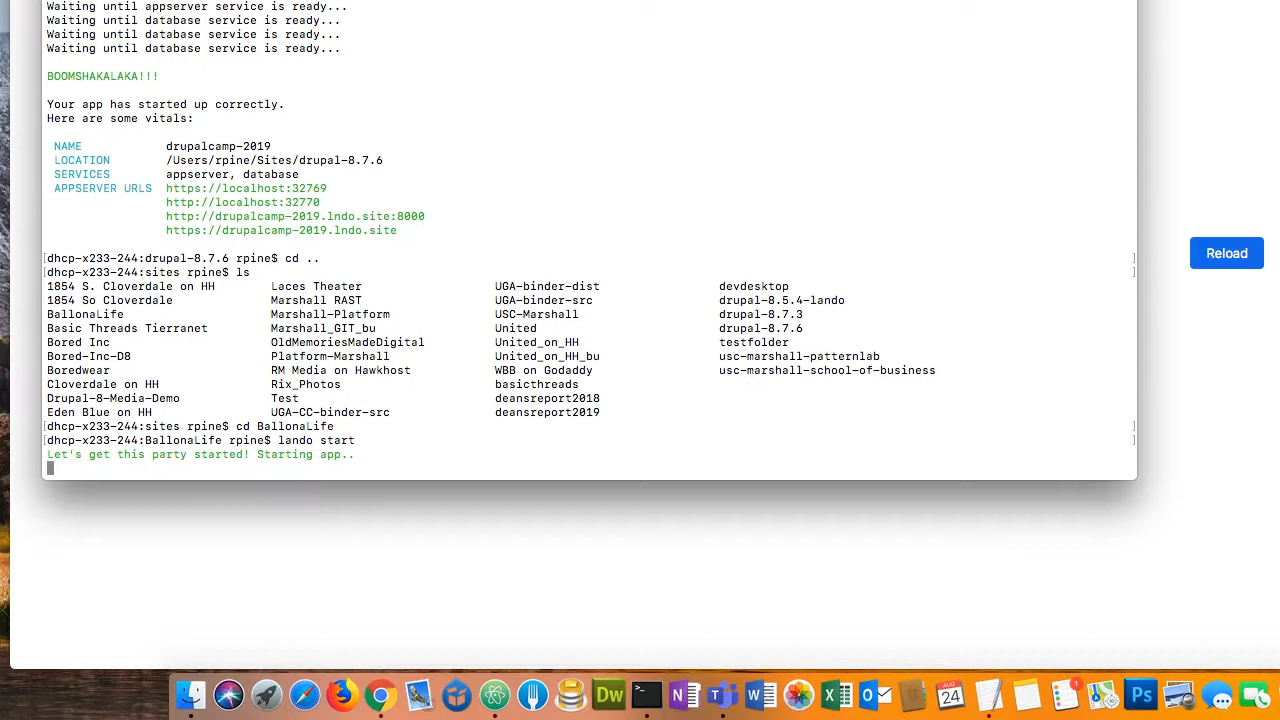 Waiting until appserver service is ready...
Waiting until database service is ready...
Waiting until database service is ready...
Waiting until database service is ready...
BOOMSHAKALAKA!!!
Your app has started up correctly.
Here are some vitals:
NAME drupalcamp-2019
LOCATION /Users/rpine/Sites/drupal-8.7.6
SERVICES appserver, database
APPSERVER URLS https://localhost:32769
http://localhost:32770
http://drupalcamp-2019.lndo.site:8000
https://drupalcamp-2019.lndo.site
[dhcp-x233-244:drupal-8.7.6 rpine$ cd .. ]
[dhcp-x233-244:sites rpine$ ls ]
1854 S. Cloverdale on HH Laces Theater UGA-binder-dist devdesktop
1854 So Cloverdale Marshall RAST UGA-binder-src drupal-8.5.4-lando
BallonaLife Marshall-Platform USC-Marshall drupal-8.7.3
Basic Threads Tierranet Marshall_GIT_bu United drupal-8.7.6
Bored Inc OldMemoriesMadeDigital United_on_HH testfolder
Bored-Inc-D8 Platform-Marshall United_on_HH_bu usc-marshall-patternlab
Boredwear RM Media on Hawkhost WBB on Godaddy usc-marshall-school-of-business
Cloverdale on HH Rix_Photos basicthreads
Drupal-8-Media-Demo Test deansreport2018
Eden Blue on HH UGA-CC-binder-src deansreport2019
[dhcp-x233-244:sites rpine$ cd BallonaLife ]
[dhcp-x233-244:BallonaLife rpine$ lando start ]
Let's get this party started! Starting app..
Reload
Dw
>_
N
T
W
X
O
AUG
24
1
Ps